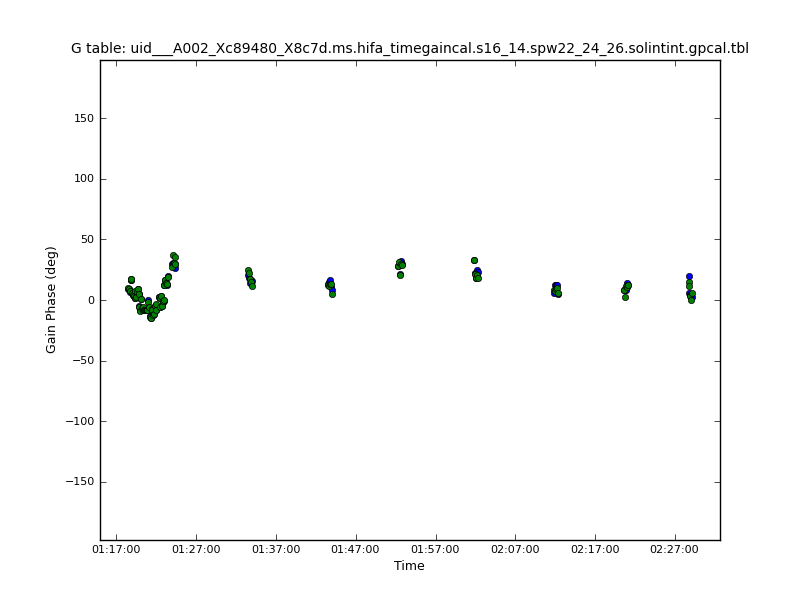 G table: uid___A002_Xc89480_X8c7d.ms.hifa_timegaincal.s16_14.spw22_24_26.solintint.gpcal.tbl
150
100
50
0
−50
−100
−150
Gain Phase (deg)
01:17:00 01:27:00 01:37:00 01:47:00 01:57:00 02:07:00 02:17:00 02:27:00
Time